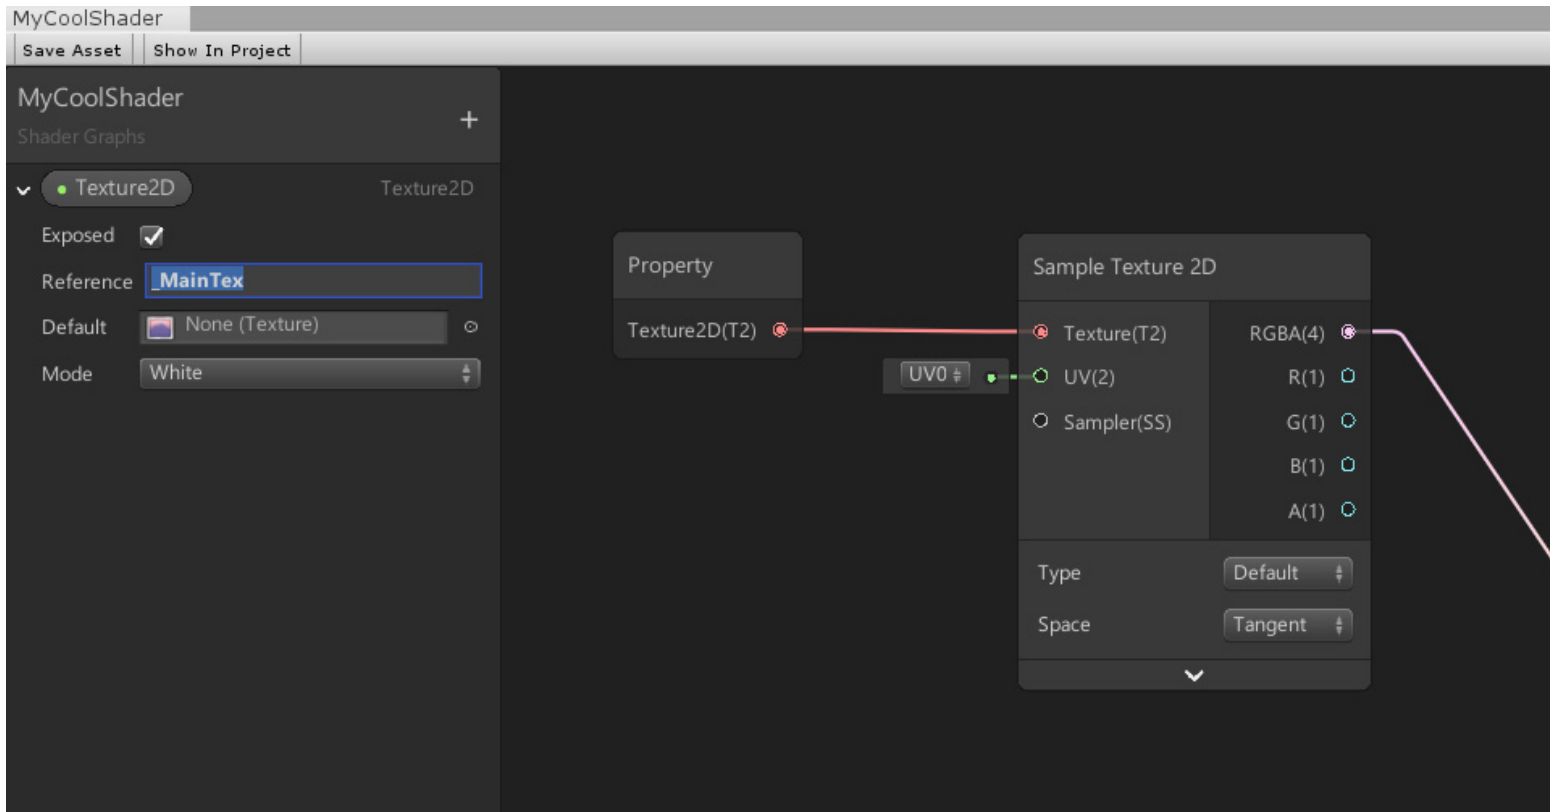 MyCoolShader
Save Asset Show In Project
MyCoolShader
Shader Graphs
Texture2D Texture2D
Exposed
Reference _MainTex
Default None (Texture)
Mode White
Property
Texture2D(T2)
UV0
Sample Texture 2D
Texture(T2) RGBA(4)
UV(2) R(1)
Sampler(SS) G(1)
B(1)
A(1)
Type Default
Space Tangent